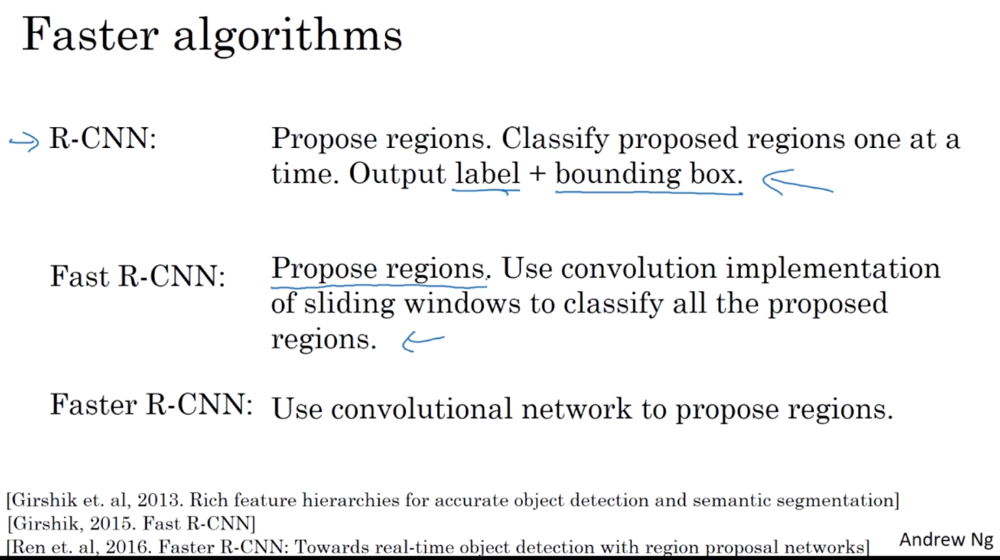 Faster algorithms
R-CNN: Propose regions. Classify proposed regions one at a
time. Output label + bounding box.
Fast R-CNN: Propose regions. Use convolution implementation
of sliding windows to classify all the proposed
regions.
Faster R-CNN: Use convolutional network to propose regions.
[Girshik et. al, 2013. Rich feature hierarchies for accurate object detection and semantic segmentation]
[Girshik, 2015. Fast R-CNN]
[Ren et. al, 2016. Faster R-CNN: Towards real-time object detection with region proposal networks]
Andrew Ng